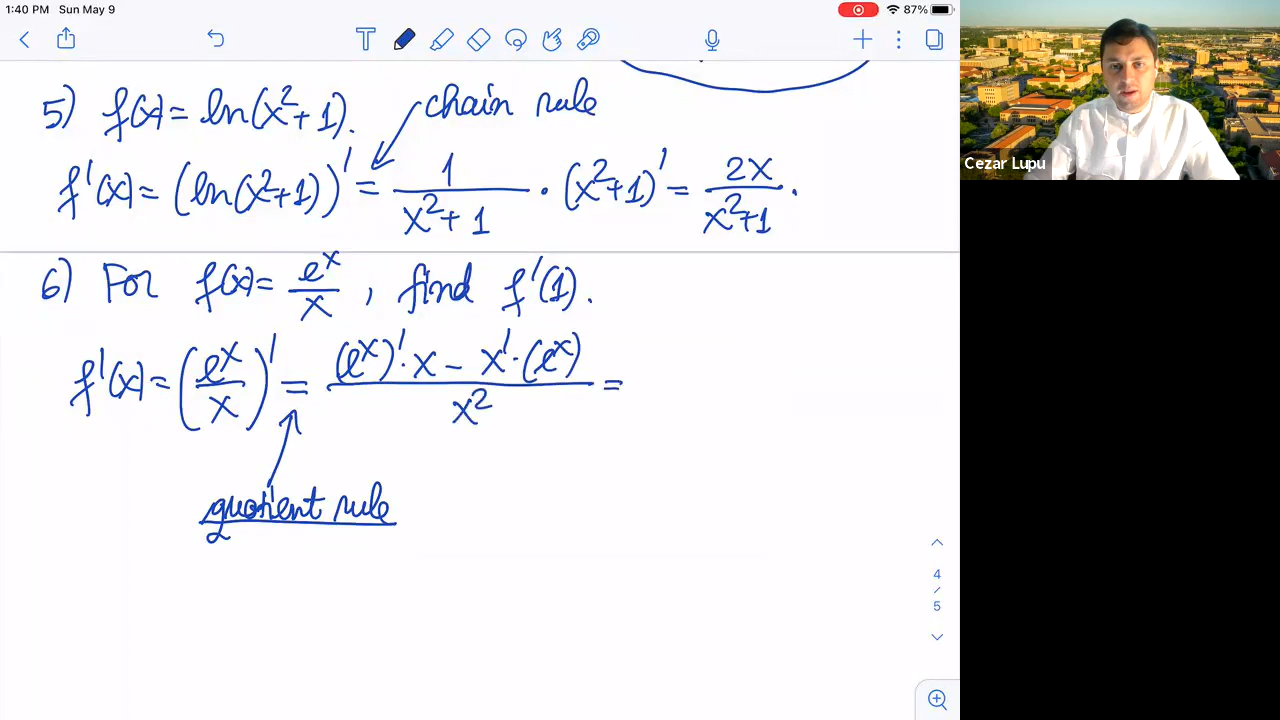 1:40 PM Sun May 9
87%
5) f(x) = ln(x²+1).
chain rule
f'(x) = (ln(x²+1))' = 1/(x²+1) · (x²+1)' = 2x/(x²+1).
6) For f(x) = eˣ/x, find f'(1).
f'(x) = (eˣ/x)' = ((eˣ)'·x − x'·(eˣ))/x² =
quotient rule
4
/
5
Cezar Lupu